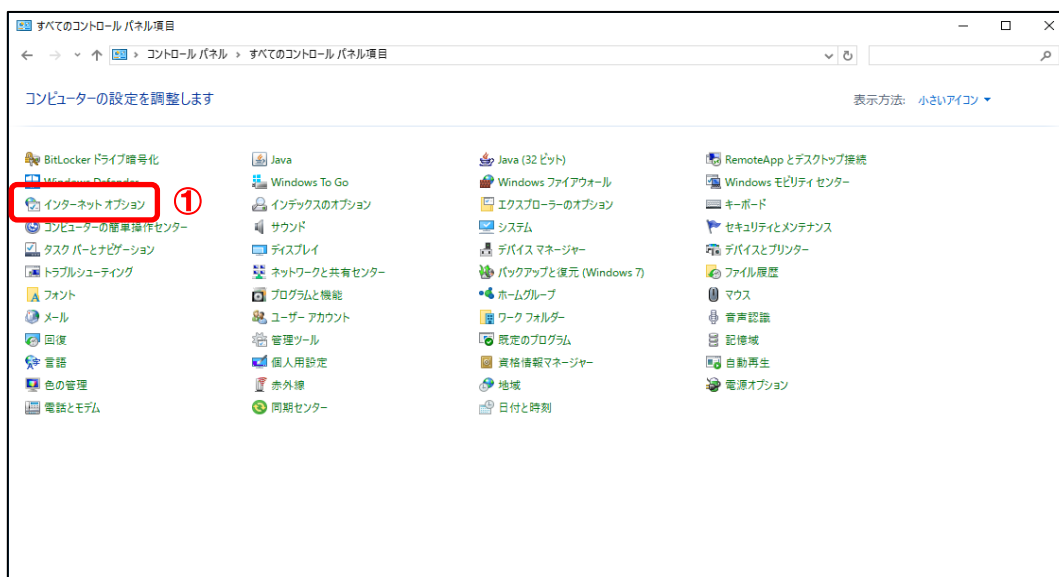 すべてのコントロール パネル項目
コントロール パネル › すべてのコントロール パネル項目
コンピューターの設定を調整します
表示方法: 小さいアイコン
BitLocker ドライブ暗号化 Java Java (32 ビット) RemoteApp とデスクトップ接続
Windows Defender Windows To Go Windows ファイアウォール Windows モビリティ センター
インターネット オプション ① インデックスのオプション エクスプローラーのオプション キーボード
コンピューターの簡単操作センター サウンド システム セキュリティとメンテナンス
タスク バーとナビゲーション ディスプレイ デバイス マネージャー デバイスとプリンター
トラブルシューティング ネットワークと共有センター バックアップと復元 (Windows 7) ファイル履歴
フォント プログラムと機能 ホームグループ マウス
メール ユーザー アカウント ワーク フォルダー 音声認識
回復 管理ツール 既定のプログラム 記憶域
言語 個人用設定 資格情報マネージャー 自動再生
色の管理 赤外線 地域 電源オプション
電話とモデム 同期センター 日付と時刻